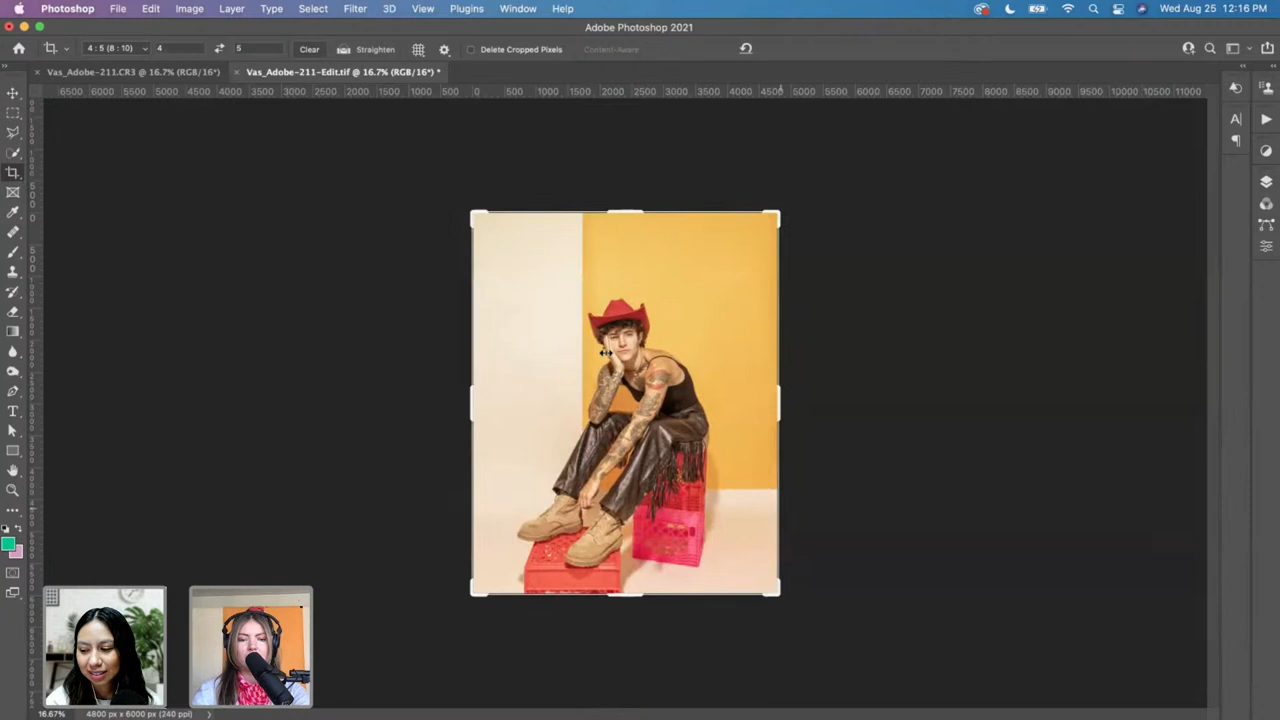 Photoshop File Edit Image Layer Type Select Filter 3D View Plugins Window Help Wed Aug 25 12:16 PM
Adobe Photoshop 2021
4 : 5 (8 : 10) 4 5 Clear Straighten Delete Cropped Pixels Content-Aware
Vas_Adobe-211.CR3 @ 16.7% (RGB/16*) Vas_Adobe-211-Edit.tif @ 16.7% (RGB/16*) *
6500 6000 5500 5000 4500 4000 3500 3000 2500 2000 1500 1000 500 0 500 1000 1500 2000 2500 3000 3500 4000 4500 5000 5500 6000 6500 7000 7500 8000 8500 9000 9500 10000 10500 11000
16.67% 4800 px x 6000 px (240 ppi)